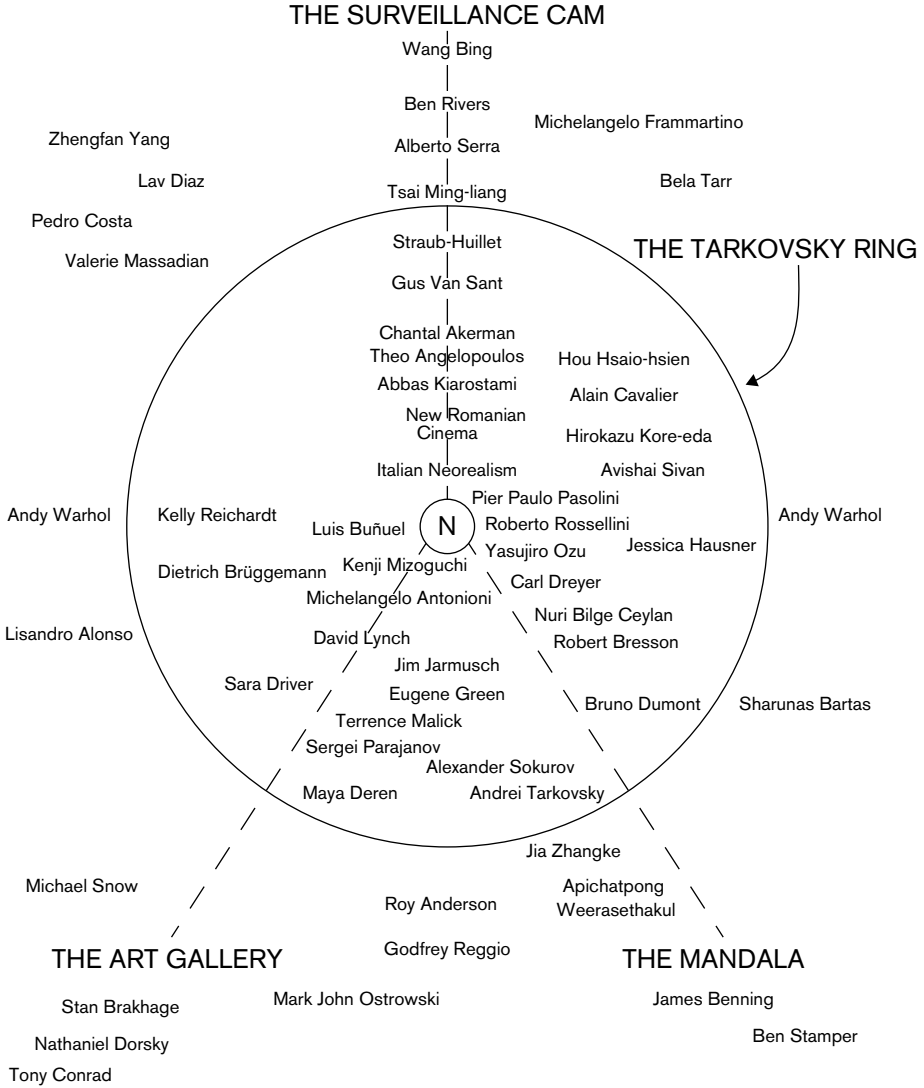 THE SURVEILLANCE CAM
Wang Bing
Ben Rivers
Michelangelo Frammartino
Zhengfan Yang
Alberto Serra
Lav Diaz
Bela Tarr
Tsai Ming-liang
Pedro Costa
Straub-Huillet
THE TARKOVSKY RING
Valerie Massadian
Gus Van Sant
Chantal Akerman
Theo Angelopoulos
Hou Hsaio-hsien
Abbas Kiarostami
Alain Cavalier
New Romanian
Cinema
Hirokazu Kore-eda
Italian Neorealism
Avishai Sivan
Pier Paulo Pasolini
Andy Warhol
Kelly Reichardt
Luis Buñuel
N
Roberto Rossellini
Andy Warhol
Yasujiro Ozu
Jessica Hausner
Dietrich Brüggemann
Kenji Mizoguchi
Carl Dreyer
Michelangelo Antonioni
Nuri Bilge Ceylan
Lisandro Alonso
David Lynch
Robert Bresson
Jim Jarmusch
Sara Driver
Eugene Green
Bruno Dumont
Sharunas Bartas
Terrence Malick
Sergei Parajanov
Alexander Sokurov
Maya Deren
Andrei Tarkovsky
Jia Zhangke
Michael Snow
Apichatpong
Weerasethakul
Roy Anderson
Godfrey Reggio
THE ART GALLERY
THE MANDALA
Stan Brakhage
Mark John Ostrowski
James Benning
Ben Stamper
Nathaniel Dorsky
Tony Conrad